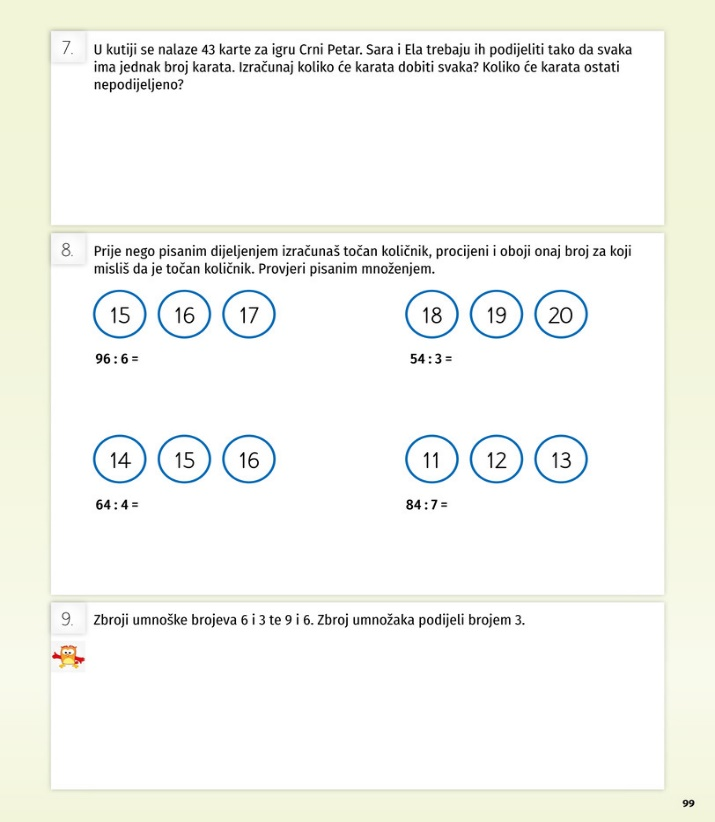 7.
U kutiji se nalaze 43 karte za igru Crni Petar. Sara i Ela trebaju ih podijeliti tako da svaka
ima jednak broj karata. Izračunaj koliko će karata dobiti svaka? Koliko će karata ostati
nepodijeljeno?
8.
Prije nego pisanim dijeljenjem izračunaš točan količnik, procijeni i oboji onaj broj za koji
misliš da je točan količnik. Provjeri pisanim množenjem.
15 16 17
18 19 20
96 : 6 =
54 : 3 =
14 15 16
11 12 13
64 : 4 =
84 : 7 =
9.
Zbroji umnoške brojeva 6 i 3 te 9 i 6. Zbroj umnožaka podijeli brojem 3.
99